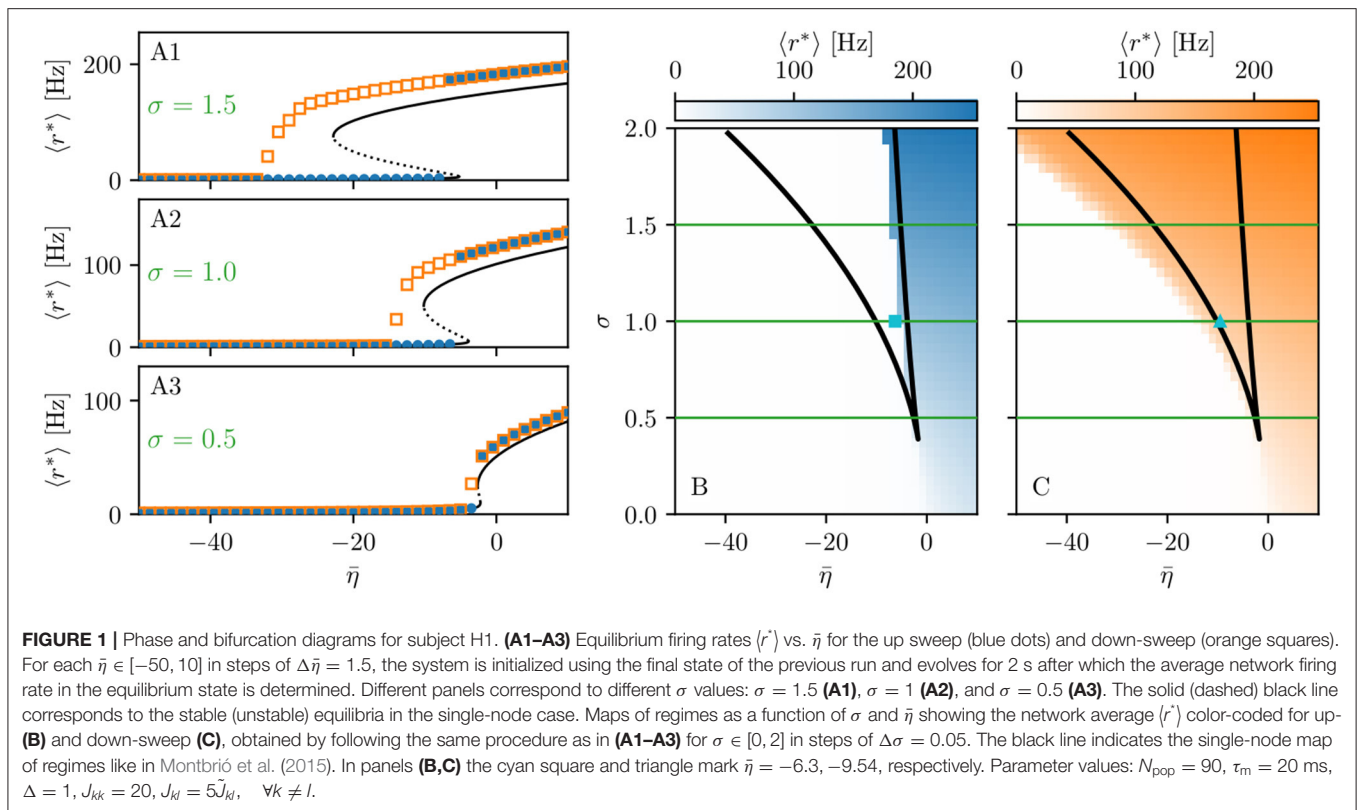 A1
σ = 1.5
⟨r*⟩ [Hz]
200
0
−40
−20
0
A2
σ = 1.0
⟨r*⟩ [Hz]
100
0
A3
σ = 0.5
⟨r*⟩ [Hz]
100
0
−40
−20
0
η̄
⟨r*⟩ [Hz]
0
100
200
σ
2.0
1.5
1.0
0.5
0.0
B
−40
−20
0
η̄
⟨r*⟩ [Hz]
0
100
200
C
−40
−20
0
η̄
FIGURE 1 | Phase and bifurcation diagrams for subject H1. (A1–A3) Equilibrium firing rates ⟨r*⟩ vs. η̄ for the up sweep (blue dots) and down-sweep (orange squares).
For each η̄ ∈ [−50, 10] in steps of Δη̄ = 1.5, the system is initialized using the final state of the previous run and evolves for 2 s after which the average network firing
rate in the equilibrium state is determined. Different panels correspond to different σ values: σ = 1.5 (A1), σ = 1 (A2), and σ = 0.5 (A3). The solid (dashed) black line
corresponds to the stable (unstable) equilibria in the single-node case. Maps of regimes as a function of σ and η̄ showing the network average ⟨r*⟩ color-coded for up-
(B) and down-sweep (C), obtained by following the same procedure as in (A1–A3) for σ ∈ [0, 2] in steps of Δσ = 0.05. The black line indicates the single-node map
of regimes like in Montbrió et al. (2015). In panels (B,C) the cyan square and triangle mark η̄ = −6.3, −9.54, respectively. Parameter values: N_pop = 90, τ_m = 20 ms,
Δ = 1, J_kk = 20, J_kl = 5J̃_kl, ∀k ≠ l.